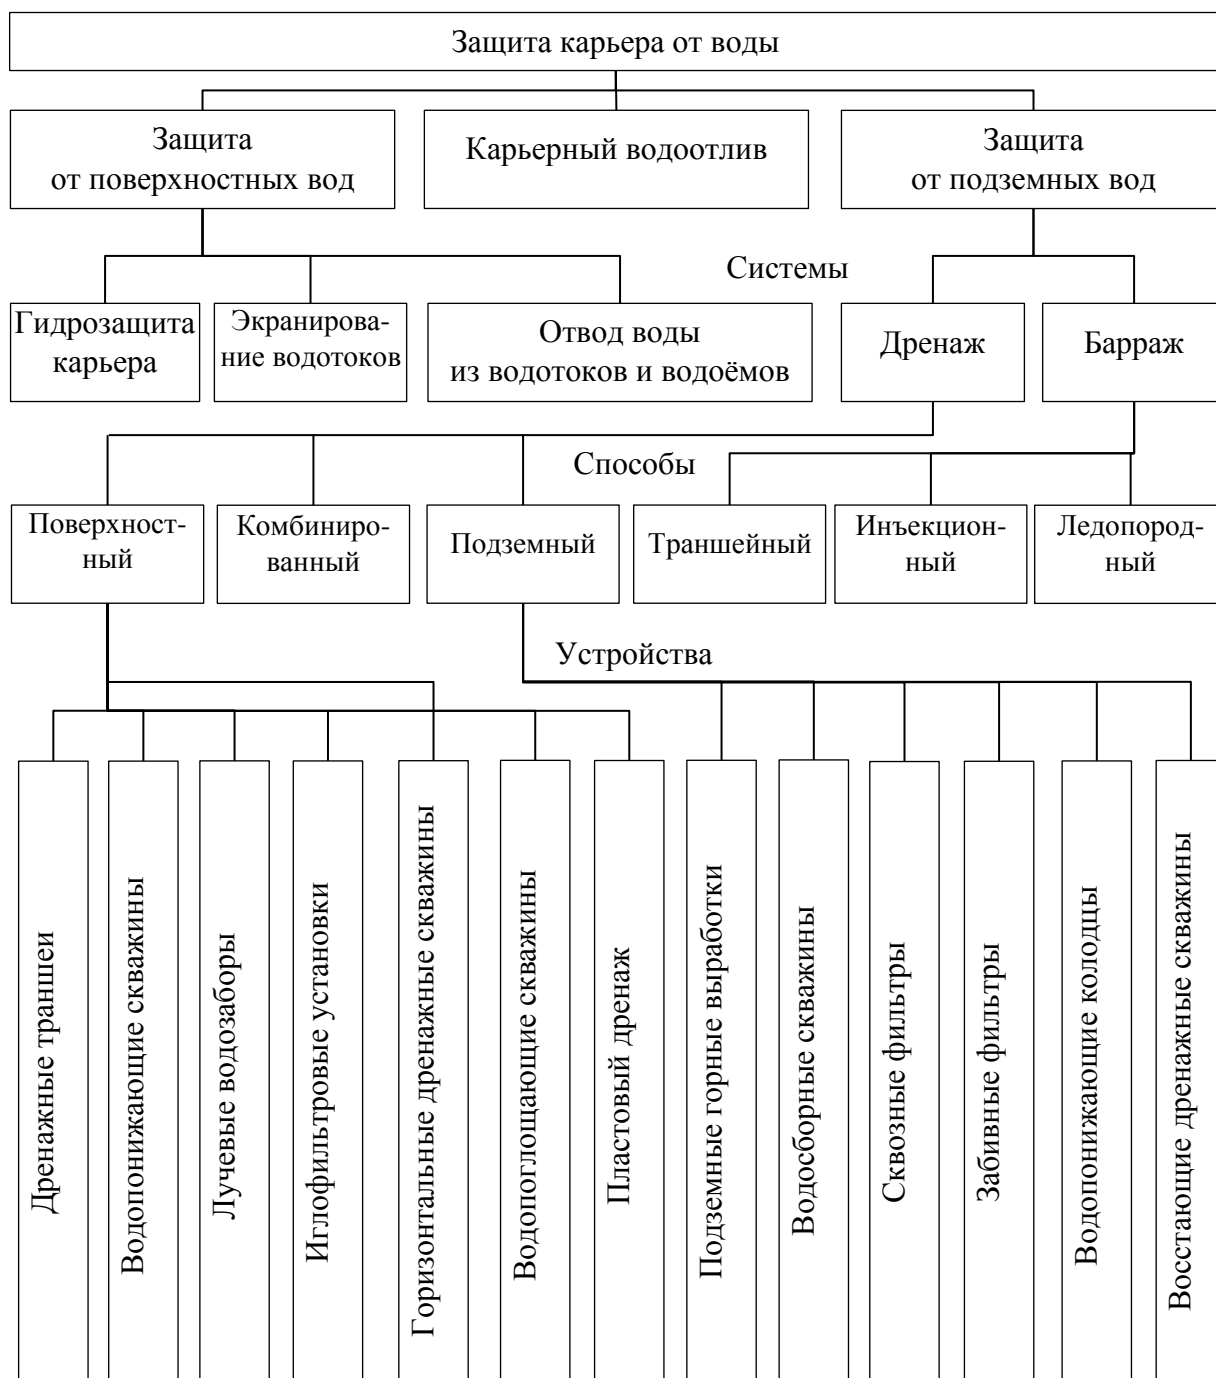 Защита карьера от воды
Защита
от поверхностных вод
Карьерный водоотлив
Защита
от подземных вод
Системы
Гидрозащита
карьера
Экранирова-
ние водотоков
Отвод воды
из водотоков и водоёмов
Дренаж
Барраж
Способы
Поверхност-
ный
Комбиниро-
ванный
Подземный
Траншейный
Инъекцион-
ный
Ледопород-
ный
Устройства
Дренажные траншеи
Водопонижающие скважины
Лучевые водозаборы
Иглофильтровые установки
Горизонтальные дренажные скважины
Водопоглощающие скважины
Пластовый дренаж
Подземные горные выработки
Водосборные скважины
Сквозные фильтры
Забивные фильтры
Водопонижающие колодцы
Восстающие дренажные скважины